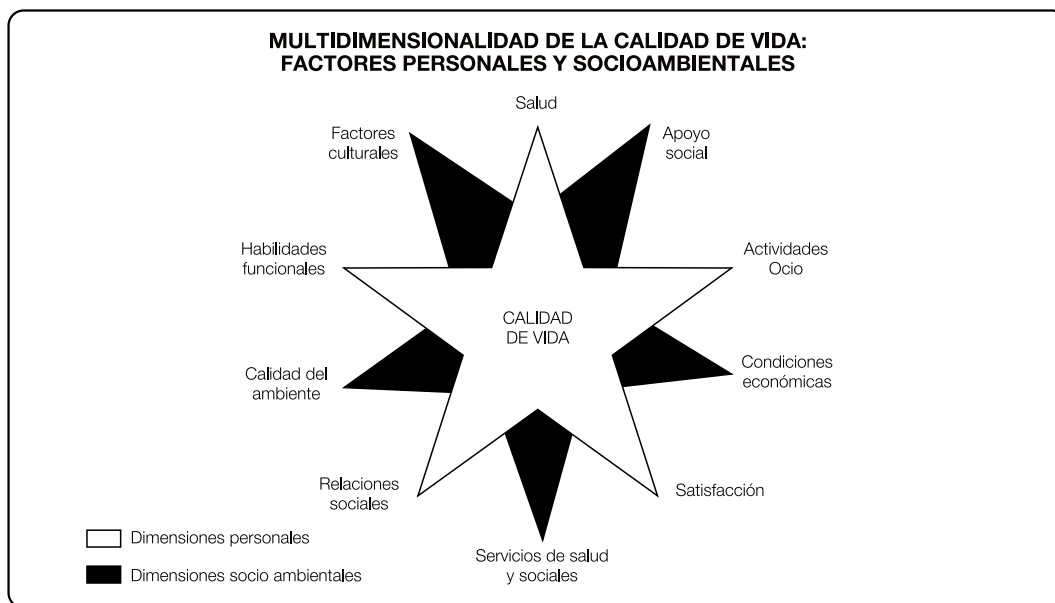 MULTIDIMENSIONALIDAD DE LA CALIDAD DE VIDA:
FACTORES PERSONALES Y SOCIOAMBIENTALES
Salud
Factores
culturales
Apoyo
social
Habilidades
funcionales
Actividades
Ocio
CALIDAD
DE VIDA
Calidad del
ambiente
Condiciones
económicas
Relaciones
sociales
Satisfacción
Servicios de salud
y sociales
Dimensiones personales
Dimensiones socio ambientales